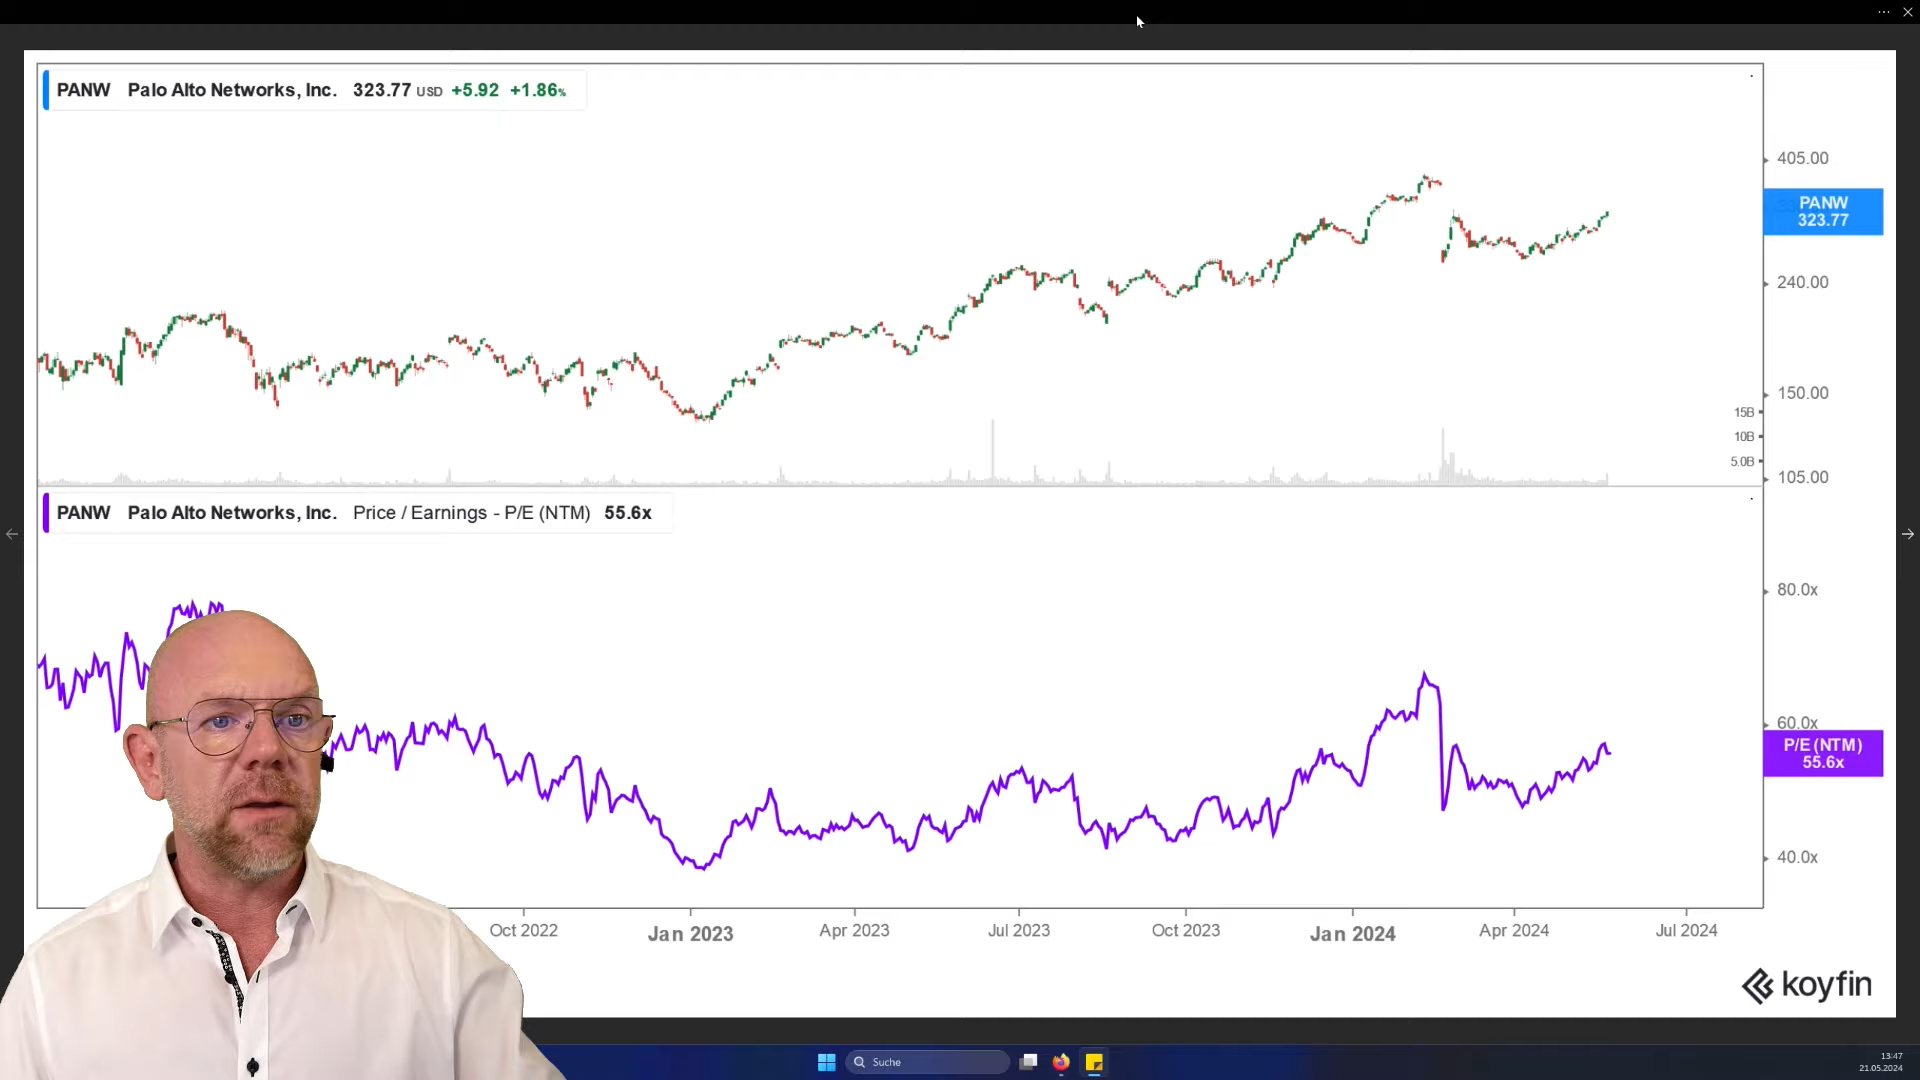 PANW Palo Alto Networks, Inc. 323.77 USD +5.92 +1.86%
405.00
PANW
323.77
240.00
150.00
15B
10B
5.0B
105.00
PANW Palo Alto Networks, Inc. Price / Earnings - P/E (NTM) 55.6x
80.0x
60.0x
P/E (NTM)
55.6x
40.0x
Oct 2022 Jan 2023 Apr 2023 Jul 2023 Oct 2023 Jan 2024 Apr 2024 Jul 2024
koyfin
Suche
13:47
21.05.2024